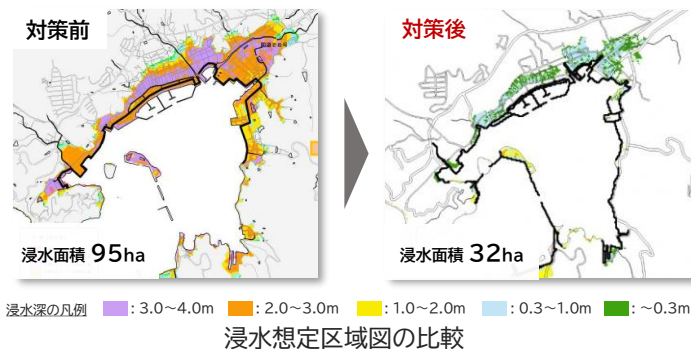 対策前
対策後
浸水面積 95ha
浸水面積 32ha
浸水深の凡例 : 3.0～4.0m : 2.0～3.0m : 1.0～2.0m : 0.3～1.0m : ～0.3m
浸水想定区域図の比較